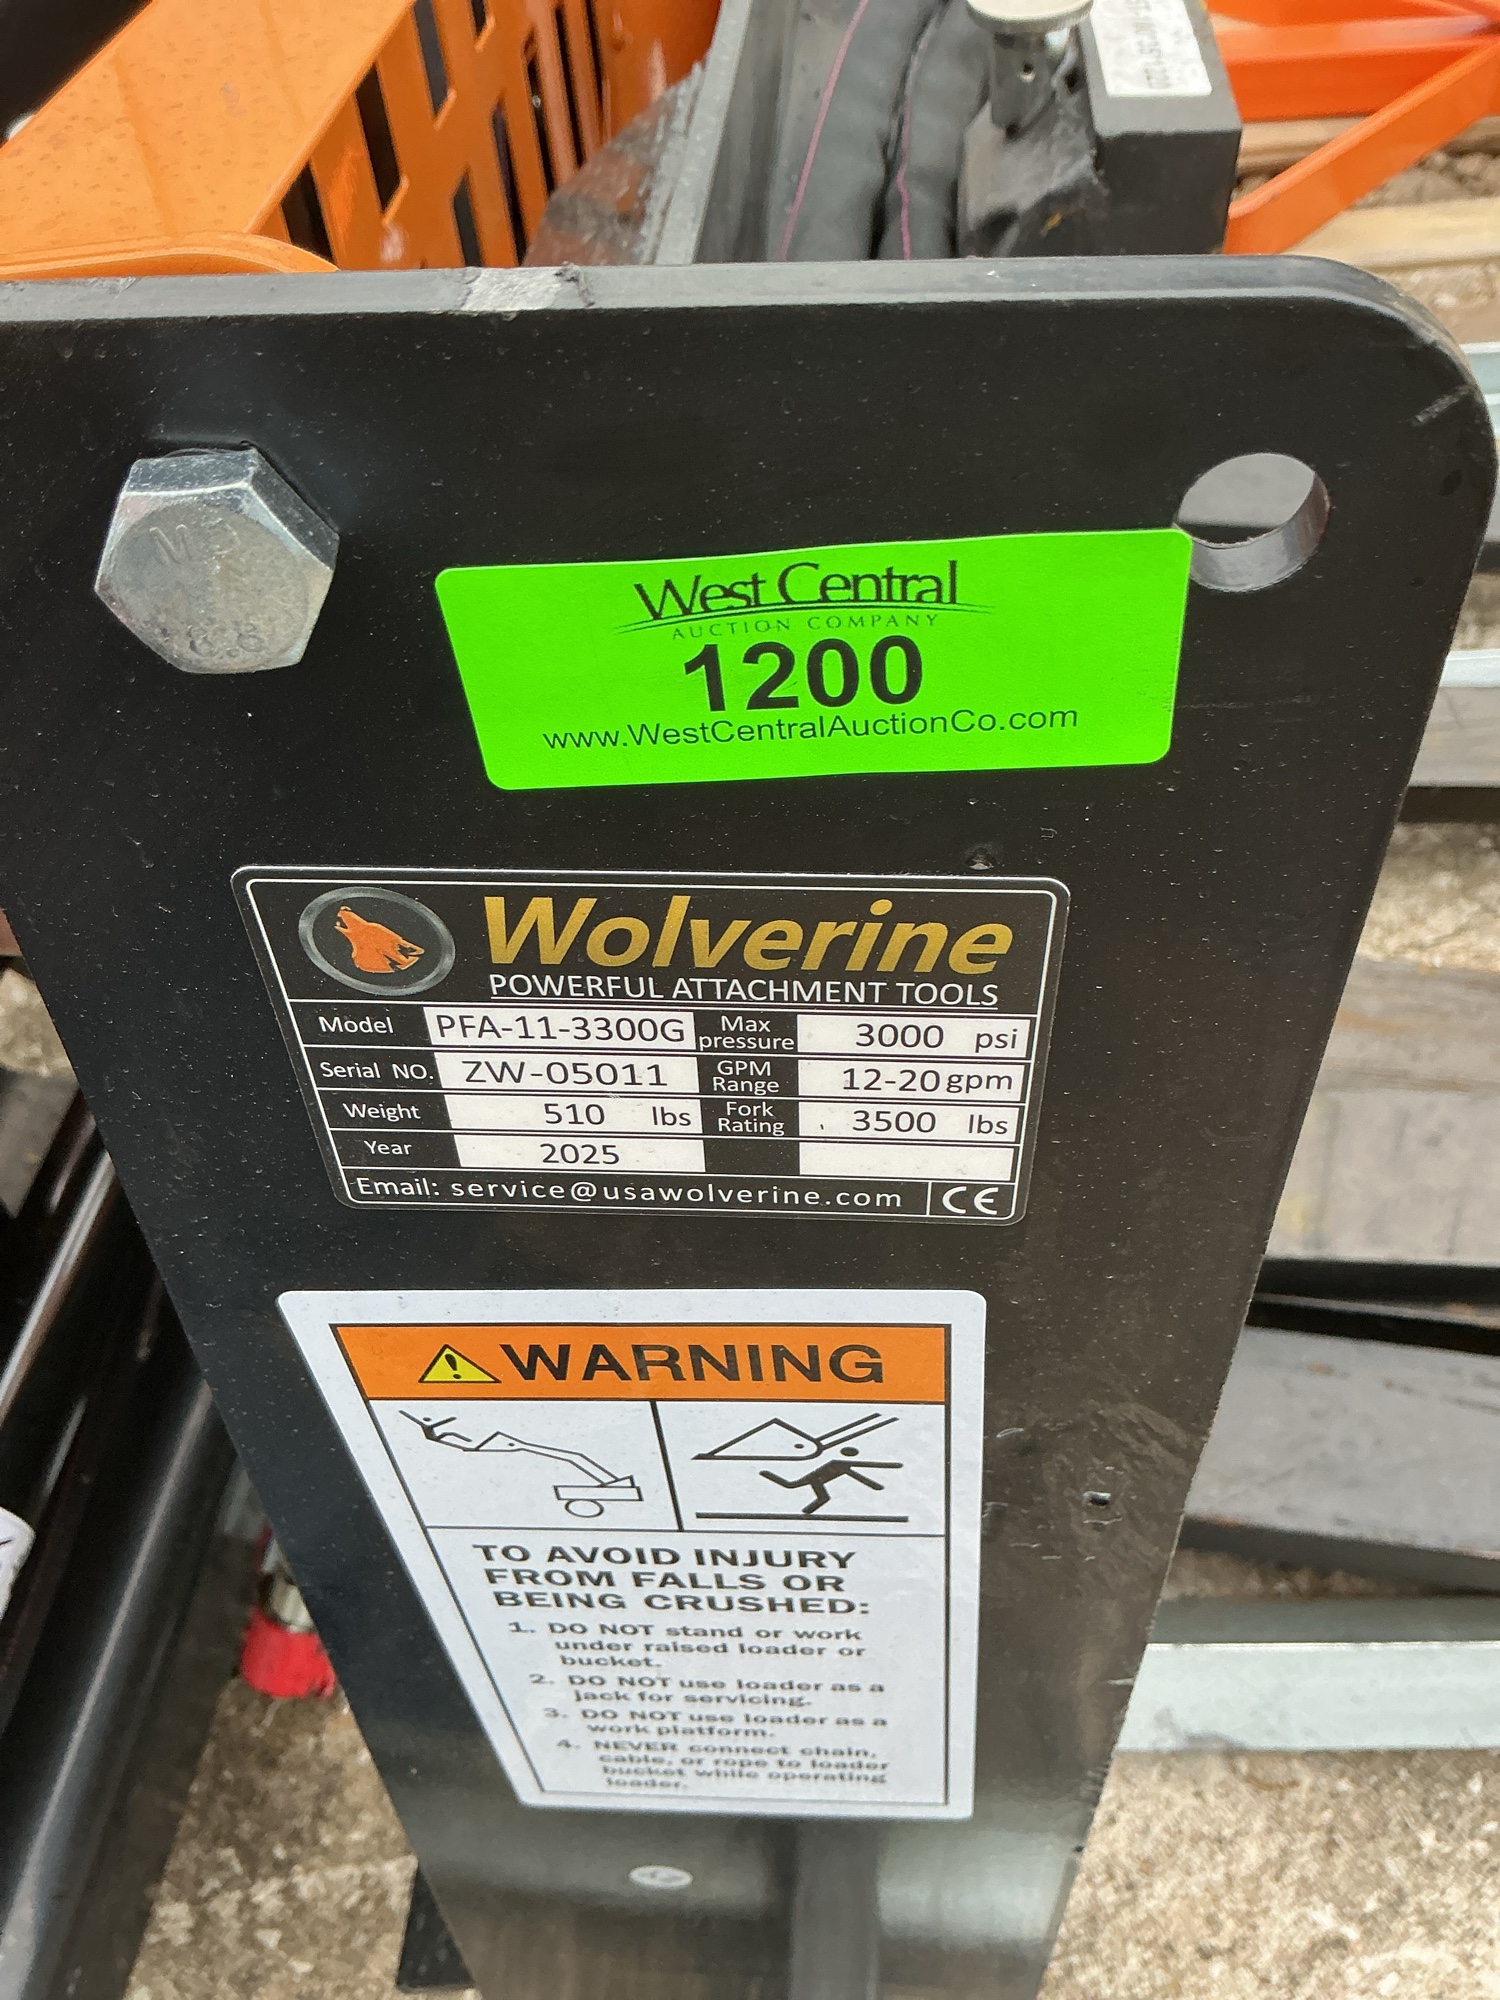 West Central
AUCTION COMPANY
1200
www.WestCentralAuctionCo.com
Wolverine
POWERFUL ATTACHMENT TOOLS
Model PFA-11-3300G Max pressure 3000 psi
Serial NO. ZW-05011 GPM Range 12-20 gpm
Weight 510 lbs Fork Rating 3500 lbs
Year 2025
Email: service@usawolverine.com CE
WARNING
TO AVOID INJURY
FROM FALLS OR
BEING CRUSHED:
1. DO NOT stand or work
under raised loader or
bucket.
2. DO NOT use loader as a
jack for servicing.
3. DO NOT use loader as a
work platform.
4. NEVER connect chain,
cable, or rope to loader
bucket while operating
loader.
8.8